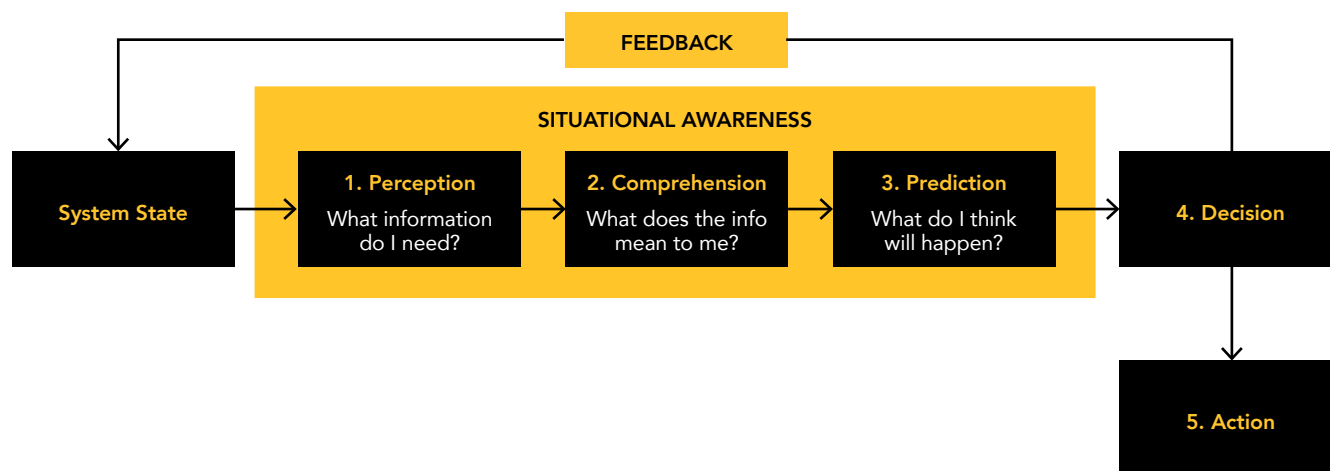 FEEDBACK
SITUATIONAL AWARENESS
System State
1. Perception
What information
do I need?
2. Comprehension
What does the info
mean to me?
3. Prediction
What do I think
will happen?
4. Decision
5. Action